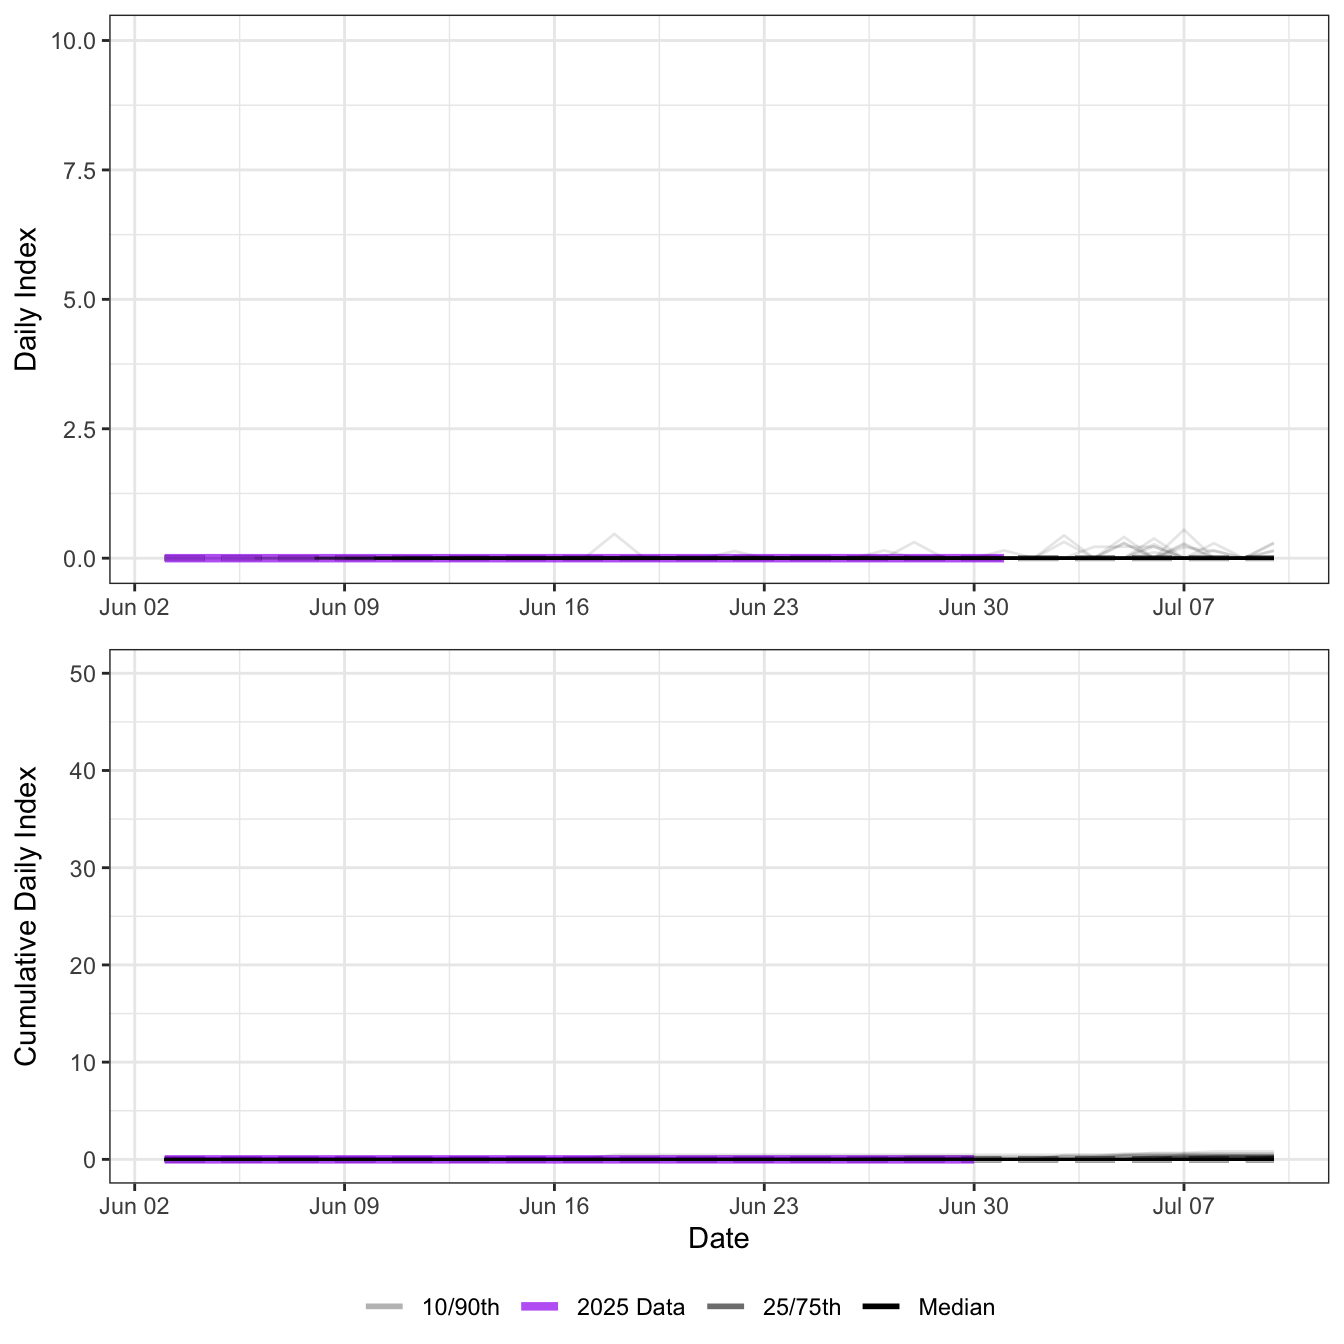 Daily Index
10.0
7.5
5.0
2.5
0.0
Jun 02 Jun 09 Jun 16 Jun 23 Jun 30 Jul 07
Cumulative Daily Index
50
40
30
20
10
0
Jun 02 Jun 09 Jun 16 Jun 23 Jun 30 Jul 07
Date
10/90th 2025 Data 25/75th Median